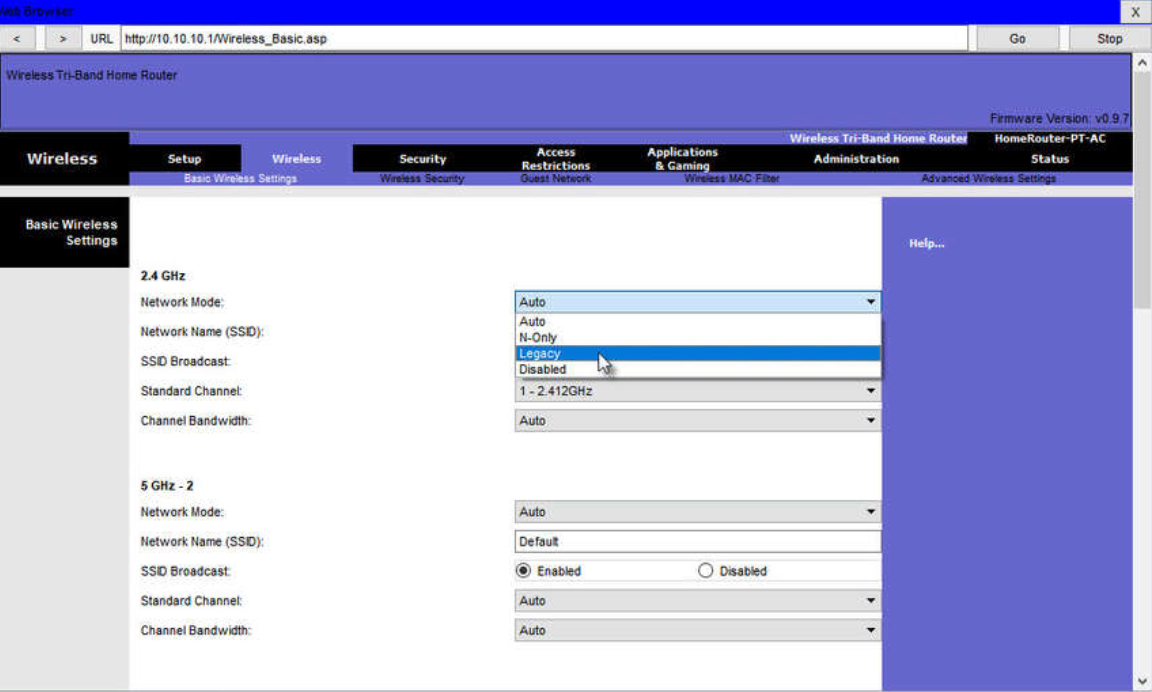 Web Browser
X
< > URL http://10.10.10.1/Wireless_Basic.asp Go Stop
Wireless Tri-Band Home Router
Firmware Version: v0.9.7
Wireless Tri-Band Home Router HomeRouter-PT-AC
Wireless Setup Wireless Security Access Restrictions Applications & Gaming Administration Status
Basic Wireless Settings Wireless Security Guest Network Wireless MAC Filter Advanced Wireless Settings
Basic Wireless
Settings
Help...
2.4 GHz
Network Mode: Auto
Auto
N-Only
Legacy
Disabled
Network Name (SSID):
SSID Broadcast:
Standard Channel: 1 - 2.412GHz
Channel Bandwidth: Auto
5 GHz - 2
Network Mode: Auto
Network Name (SSID): Default
SSID Broadcast: Enabled Disabled
Standard Channel: Auto
Channel Bandwidth: Auto